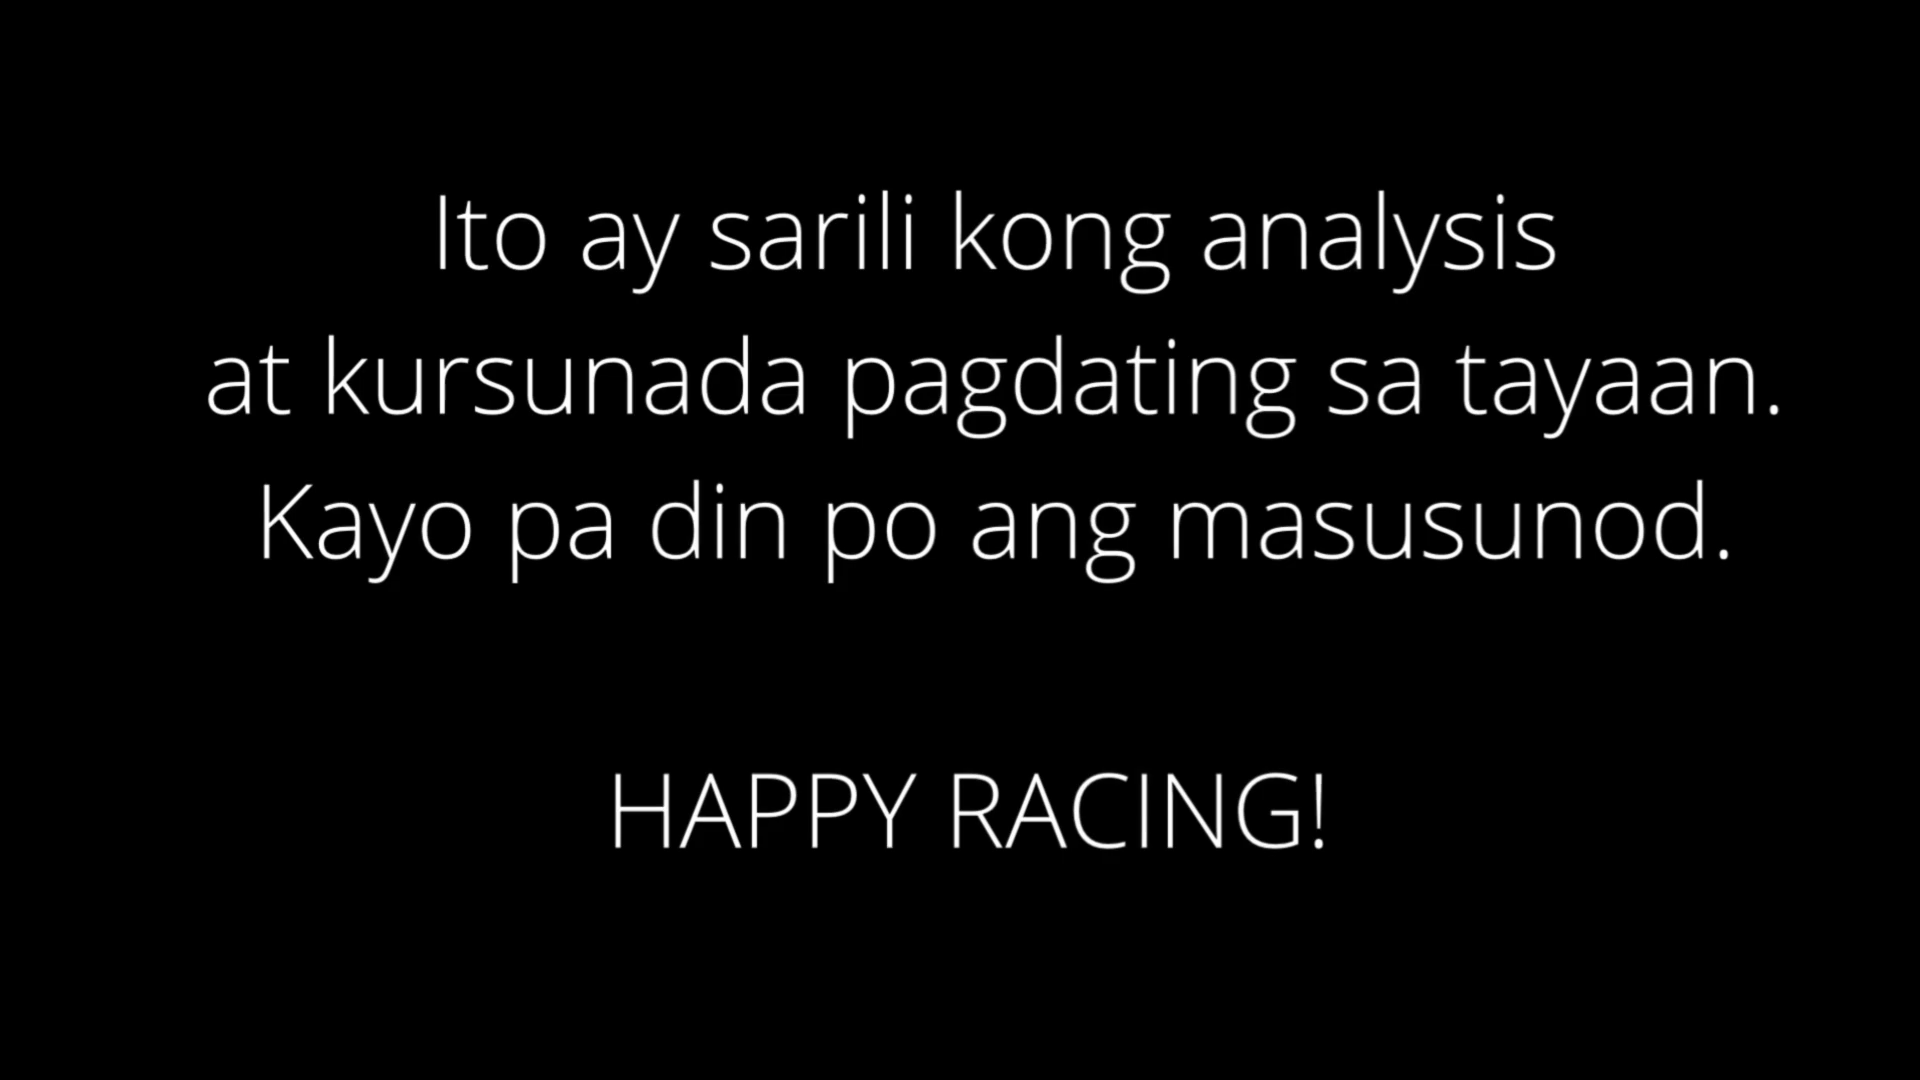 Ito ay sarili kong analysis
at kursunada pagdating sa tayaan.
Kayo pa din po ang masusunod.
HAPPY RACING!